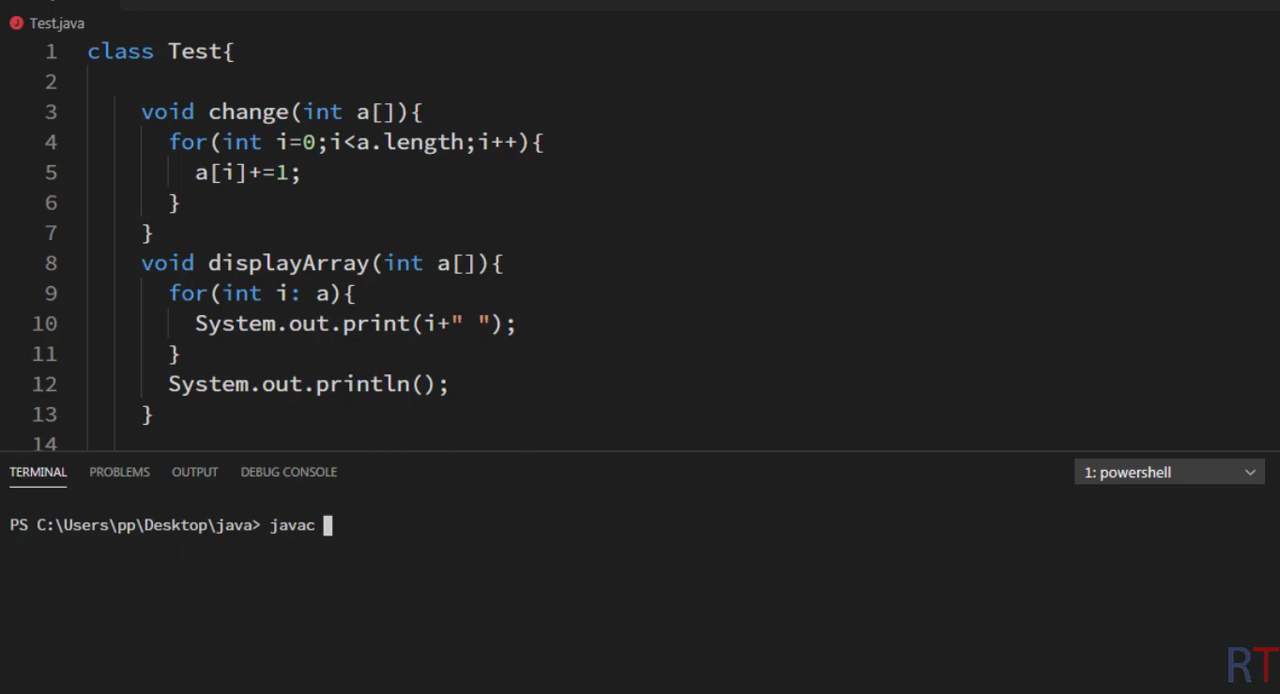 Test.java
1 class Test{
2
3 void change(int a[]){
4 for(int i=0;i<a.length;i++){
5 a[i]+=1;
6 }
7 }
8 void displayArray(int a[]){
9 for(int i: a){
10 System.out.print(i+" ");
11 }
12 System.out.println();
13 }
14
TERMINAL PROBLEMS OUTPUT DEBUG CONSOLE 1: powershell
PS C:\Users\pp\Desktop\java> javac
RT